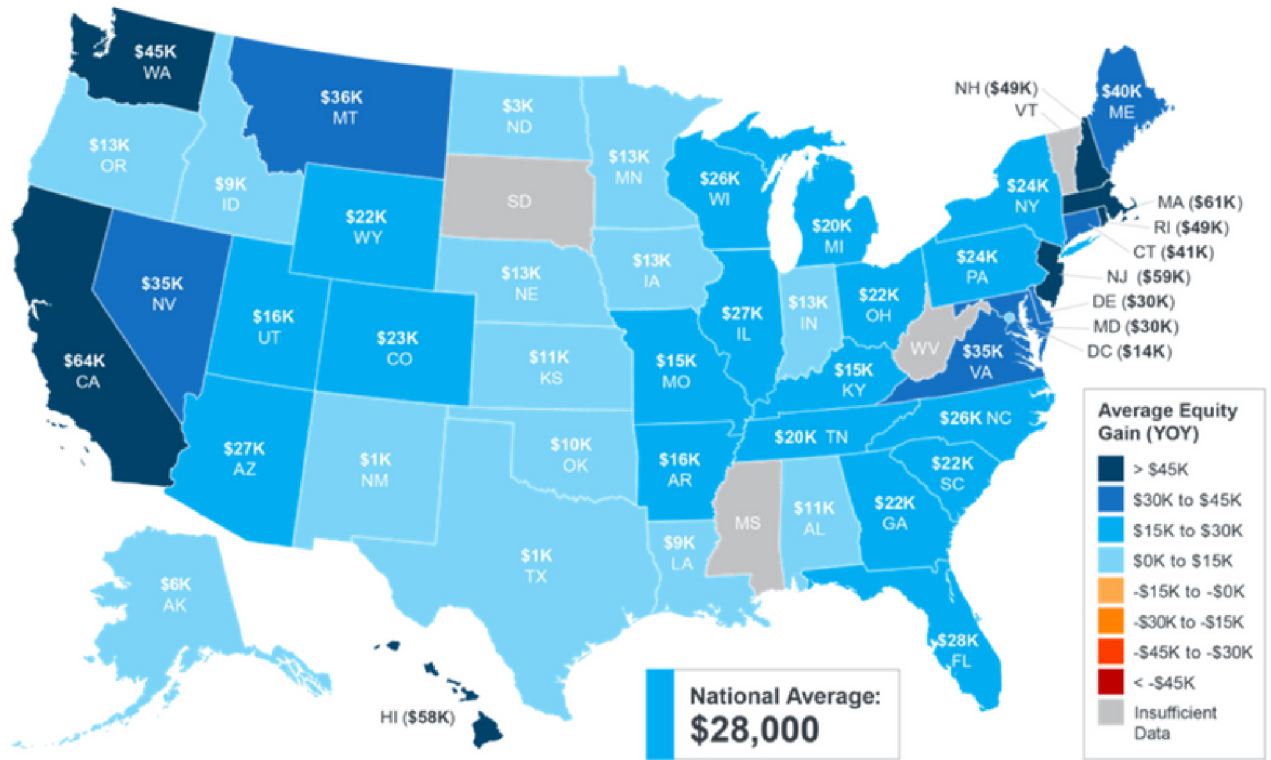 $45K
WA
$13K
OR
$9K
ID
$36K
MT
$3K
ND
$13K
MN
SD
$22K
WY
$26K
WI
$20K
MI
$24K
NY
NH ($49K)
VT
$40K
ME
MA ($61K)
RI ($49K)
CT ($41K)
NJ ($59K)
DE ($30K)
MD ($30K)
DC ($14K)
$24K
PA
$64K
CA
$35K
NV
$16K
UT
$23K
CO
$13K
NE
$13K
IA
$27K
IL
$13K
IN
$22K
OH
WV
$35K
VA
$11K
KS
$15K
MO
$15K
KY
$26K NC
$20K TN
$27K
AZ
$1K
NM
$10K
OK
$16K
AR
$22K
SC
MS
$11K
AL
$22K
GA
$1K
TX
$9K
LA
$28K
FL
$6K
AK
HI ($58K)
National Average:
$28,000
Average Equity
Gain (YOY)
> $45K
$30K to $45K
$15K to $30K
$0K to $15K
-$15K to -$0K
-$30K to -$15K
-$45K to -$30K
< -$45K
Insufficient
Data